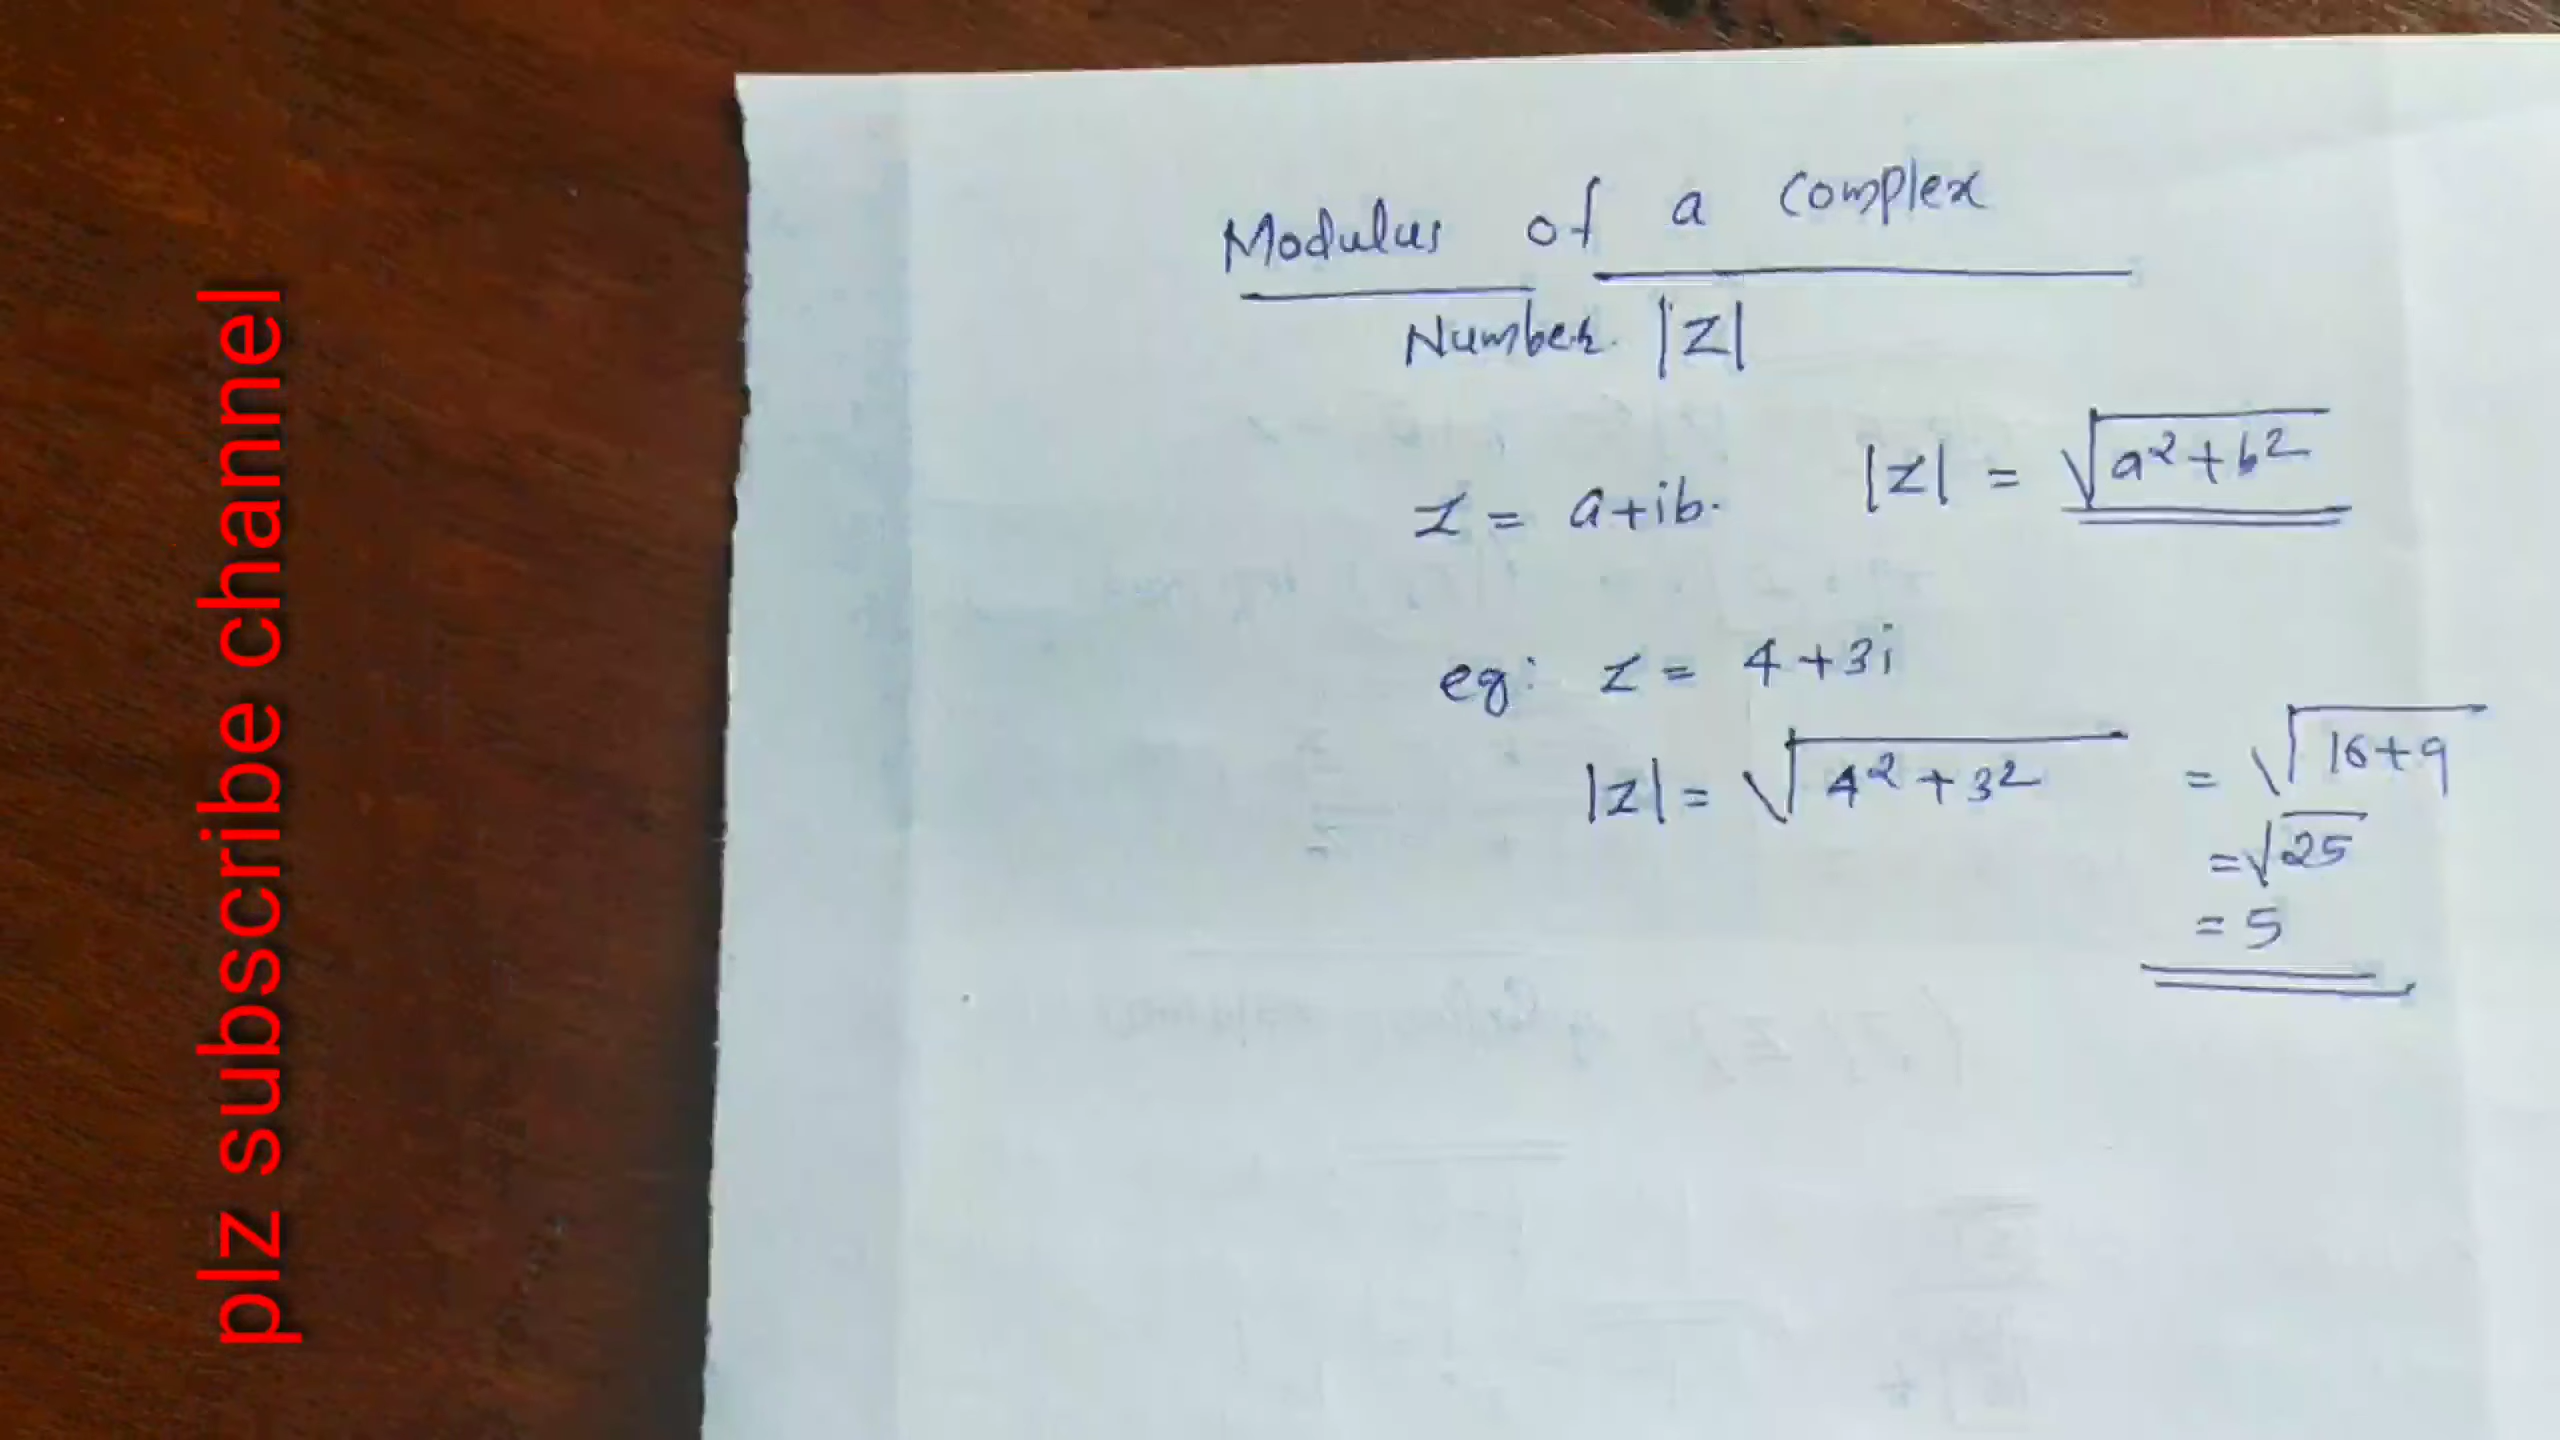 plz subscribe channel
Modulus of a complex
Number. |Z|
Z = a+ib. |Z| = √a²+b²
eg: Z = 4+3i
|Z| = √4²+3² = √16+9
= √25
= 5